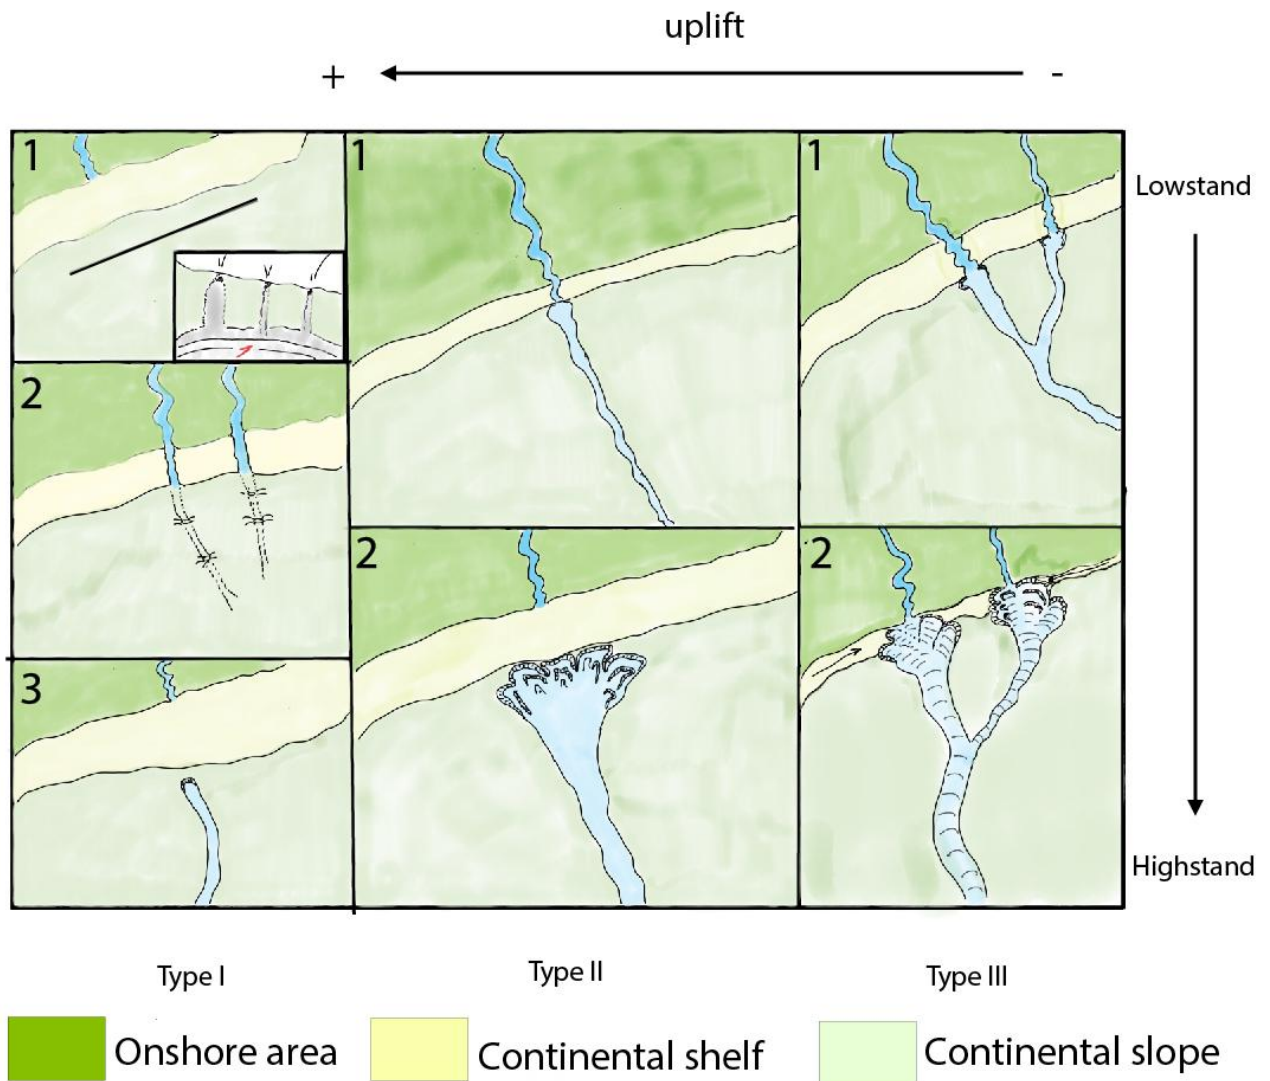 uplift
+
-
1
1
1
Lowstand
2
2
2
3
Highstand
Type I
Type II
Type III
Onshore area
Continental shelf
Continental slope